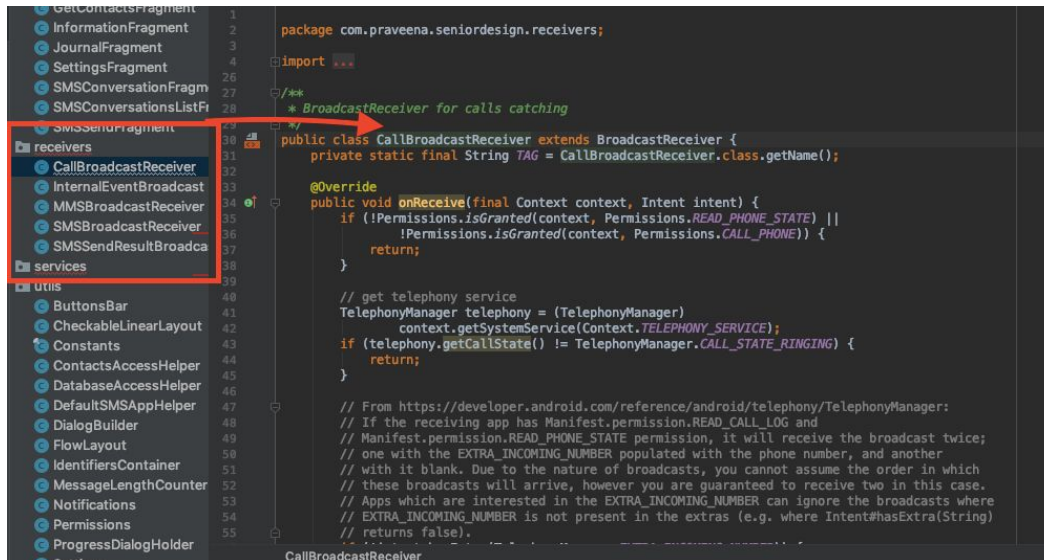 GetContactsFragment
InformationFragment
JournalFragment
SettingsFragment
SMSConversationFragm
SMSConversationsListFr
SMSSendFragment
receivers
CallBroadcastReceiver
InternalEventBroadcast
MMSBroadcastReceiver
SMSBroadcastReceiver
SMSSendResultBroadca
services
utils
ButtonsBar
CheckableLinearLayout
Constants
ContactsAccessHelper
DatabaseAccessHelper
DefaultSMSAppHelper
DialogBuilder
FlowLayout
IdentifiersContainer
MessageLengthCounter
Notifications
Permissions
ProgressDialogHolder
1
2 package com.praveena.seniordesign.receivers;
3
4 import ...
26
27 /**
28 * BroadcastReceiver for calls catching
29 */
30 public class CallBroadcastReceiver extends BroadcastReceiver {
31 private static final String TAG = CallBroadcastReceiver.class.getName();
32
33 @Override
34 public void onReceive(final Context context, Intent intent) {
35 if (!Permissions.isGranted(context, Permissions.READ_PHONE_STATE) ||
36 !Permissions.isGranted(context, Permissions.CALL_PHONE)) {
37 return;
38 }
39
40 // get telephony service
41 TelephonyManager telephony = (TelephonyManager)
42 context.getSystemService(Context.TELEPHONY_SERVICE);
43 if (telephony.getCallState() != TelephonyManager.CALL_STATE_RINGING) {
44 return;
45 }
46
47 // From https://developer.android.com/reference/android/telephony/TelephonyManager:
48 // If the receiving app has Manifest.permission.READ_CALL_LOG and
49 // Manifest.permission.READ_PHONE_STATE permission, it will receive the broadcast twice;
50 // one with the EXTRA_INCOMING_NUMBER populated with the phone number, and another
51 // with it blank. Due to the nature of broadcasts, you cannot assume the order in which
52 // these broadcasts will arrive, however you are guaranteed to receive two in this case.
53 // Apps which are interested in the EXTRA_INCOMING_NUMBER can ignore the broadcasts where
54 // EXTRA_INCOMING_NUMBER is not present in the extras (e.g. where Intent#hasExtra(String)
55 // returns false).
CallBroadcastReceiver